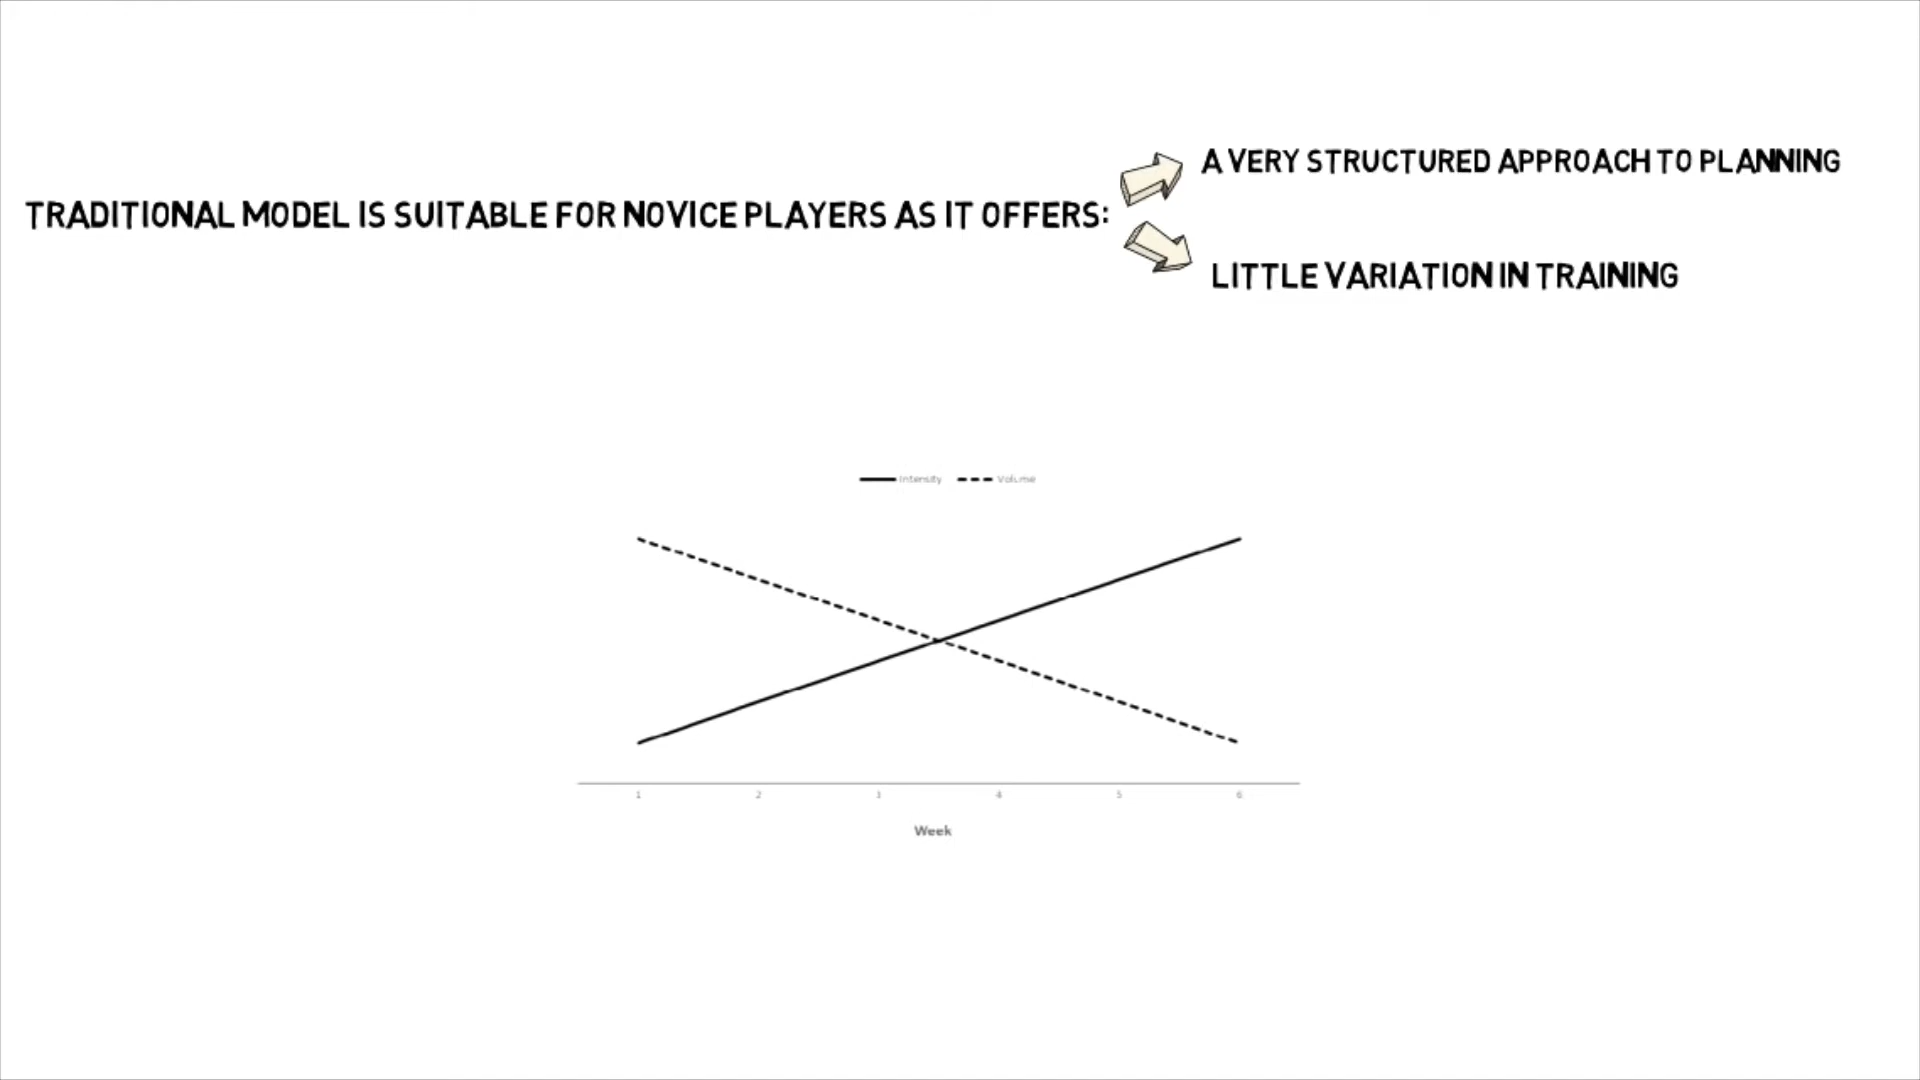 A VERY STRUCTURED APPROACH TO PLANNING
TRADITIONAL MODEL IS SUITABLE FOR NOVICE PLAYERS AS IT OFFERS:
LITTLE VARIATION IN TRAINING
Intensity Volume
1 2 3 4 5 6
Week